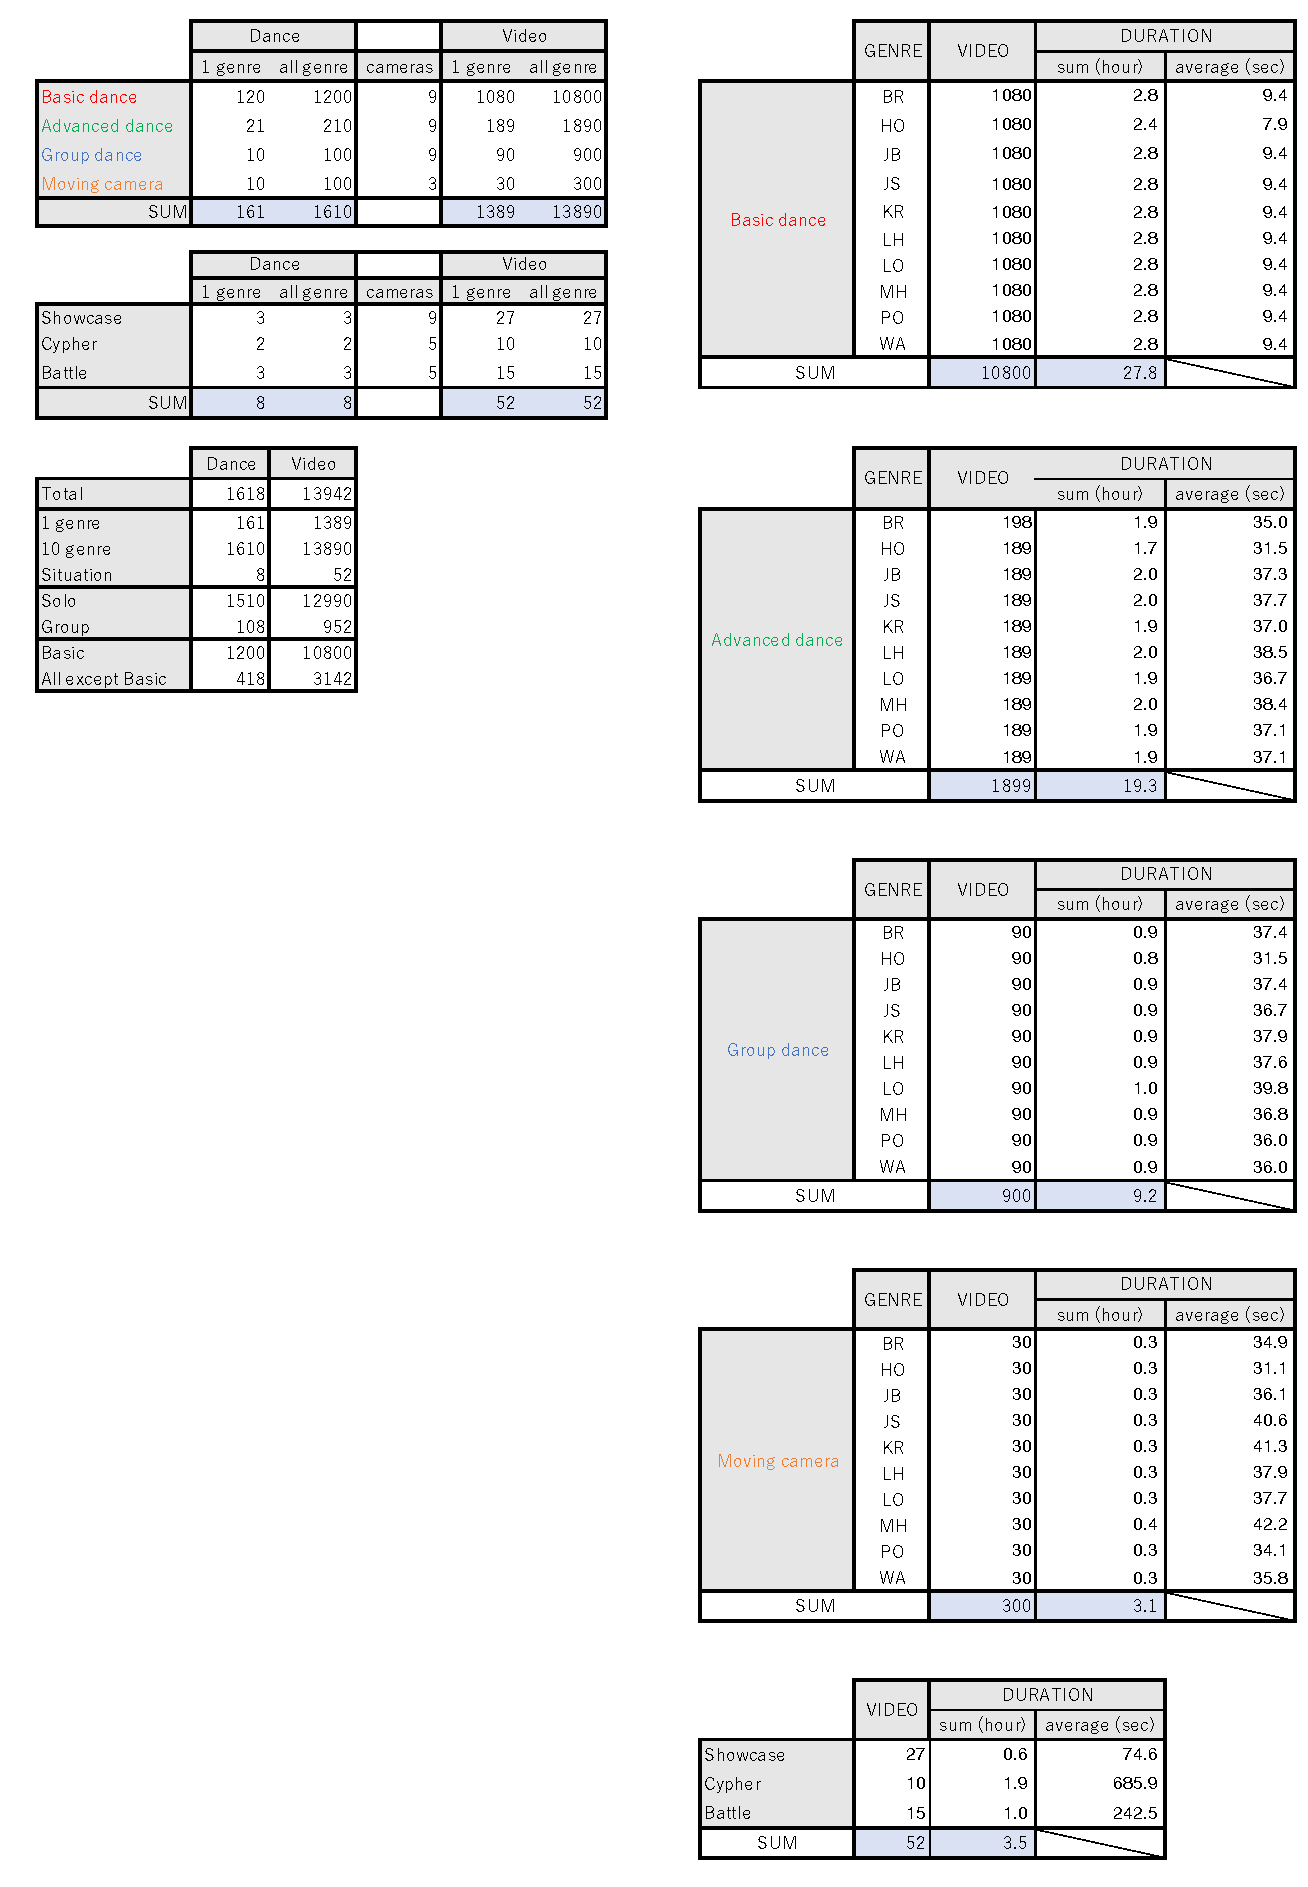 Dance Video
1 genre all genre cameras 1 genre all genre
Basic dance 120 1200 9 1080 10800
Advanced dance 21 210 9 189 1890
Group dance 10 100 9 90 900
Moving camera 10 100 3 30 300
SUM 161 1610 1389 13890
Dance Video
1 genre all genre cameras 1 genre all genre
Showcase 3 3 9 27 27
Cypher 2 2 5 10 10
Battle 3 3 5 15 15
SUM 8 8 52 52
Dance Video
Total 1618 13942
1 genre 161 1389
10 genre 1610 13890
Situation 8 52
Solo 1510 12990
Group 108 952
Basic 1200 10800
All except Basic 418 3142
GENRE VIDEO DURATION
sum (hour) average (sec)
Basic dance
BR 1080 2.8 9.4
HO 1080 2.4 7.9
JB 1080 2.8 9.4
JS 1080 2.8 9.4
KR 1080 2.8 9.4
LH 1080 2.8 9.4
LO 1080 2.8 9.4
MH 1080 2.8 9.4
PO 1080 2.8 9.4
WA 1080 2.8 9.4
SUM 10800 27.8
GENRE VIDEO DURATION
sum (hour) average (sec)
Advanced dance
BR 198 1.9 35.0
HO 189 1.7 31.5
JB 189 2.0 37.3
JS 189 2.0 37.7
KR 189 1.9 37.0
LH 189 2.0 38.5
LO 189 1.9 36.7
MH 189 2.0 38.4
PO 189 1.9 37.1
WA 189 1.9 37.1
SUM 1899 19.3
GENRE VIDEO DURATION
sum (hour) average (sec)
Group dance
BR 90 0.9 37.4
HO 90 0.8 31.5
JB 90 0.9 37.4
JS 90 0.9 36.7
KR 90 0.9 37.9
LH 90 0.9 37.6
LO 90 1.0 39.8
MH 90 0.9 36.8
PO 90 0.9 36.0
WA 90 0.9 36.0
SUM 900 9.2
GENRE VIDEO DURATION
sum (hour) average (sec)
Moving camera
BR 30 0.3 34.9
HO 30 0.3 31.1
JB 30 0.3 36.1
JS 30 0.3 40.6
KR 30 0.3 41.3
LH 30 0.3 37.9
LO 30 0.3 37.7
MH 30 0.4 42.2
PO 30 0.3 34.1
WA 30 0.3 35.8
SUM 300 3.1
VIDEO DURATION
sum (hour) average (sec)
Showcase 27 0.6 74.6
Cypher 10 1.9 685.9
Battle 15 1.0 242.5
SUM 52 3.5